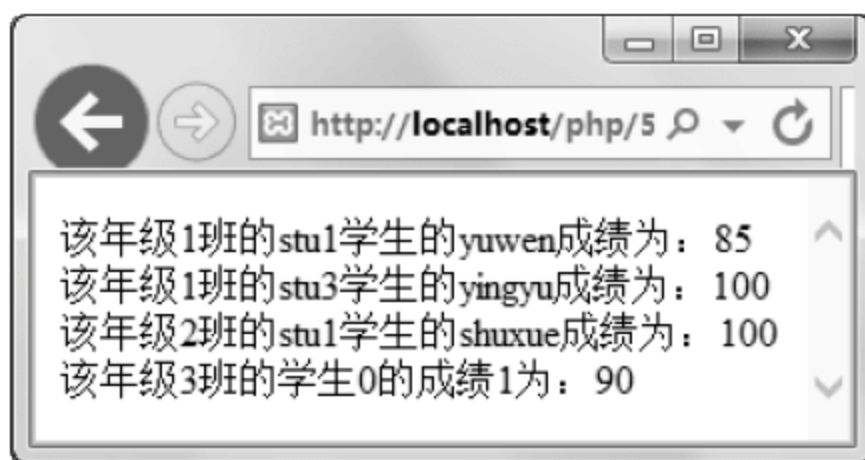 http://localhost/php/5
该年级1班的stu1学生的yuwen成绩为：85
该年级1班的stu3学生的yingyu成绩为：100
该年级2班的stu1学生的shuxue成绩为：100
该年级3班的学生0的成绩1为：90